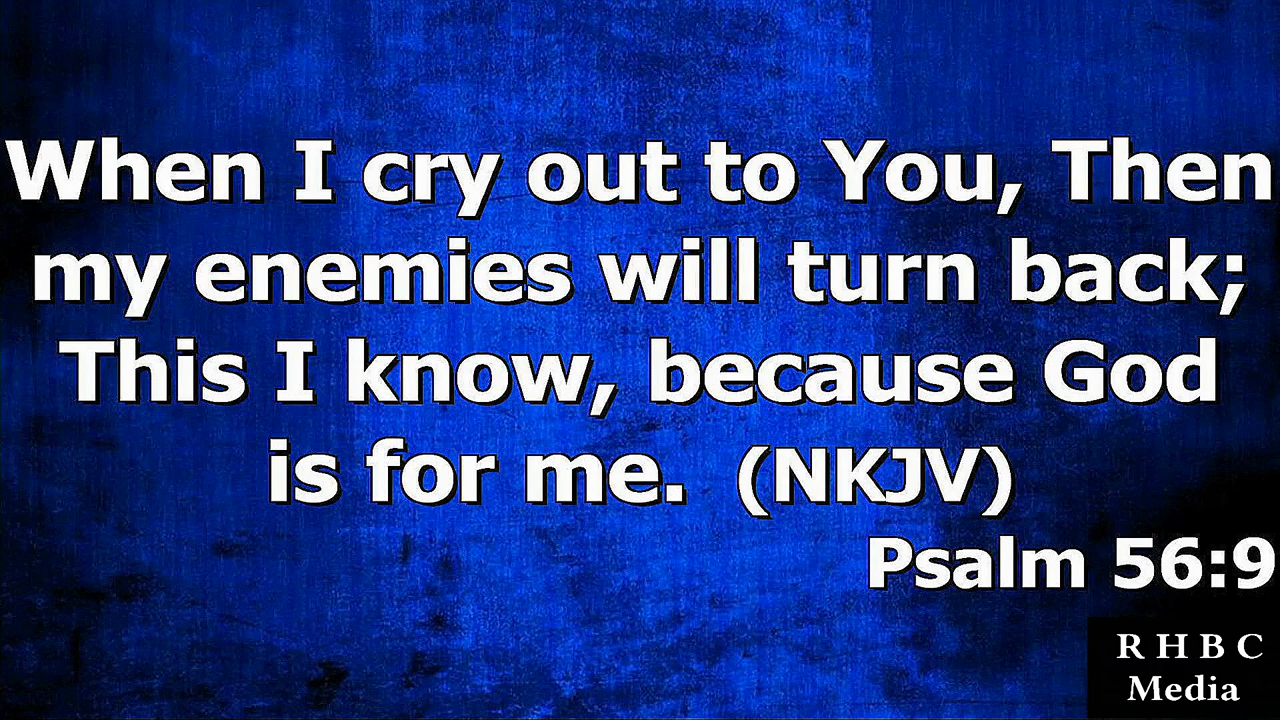 When I cry out to You, Then
my enemies will turn back;
This I know, because God
is for me. (NKJV)
Psalm 56:9
R H B C
Media